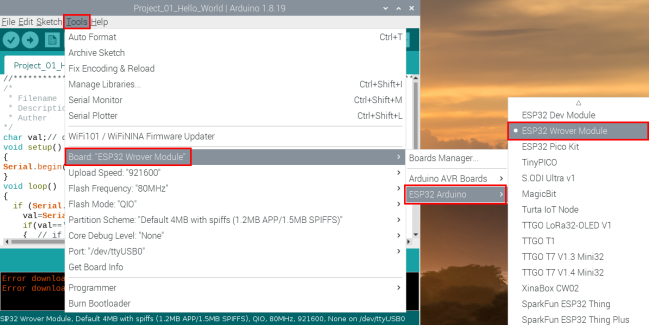 Project_01_Hello_World | Arduino 1.8.19
File Edit Sketch Tools Help
Auto Format Ctrl+T
Archive Sketch
Fix Encoding & Reload
Manage Libraries... Ctrl+Shift+I
Serial Monitor Ctrl+Shift+M
Serial Plotter Ctrl+Shift+L
WiFi101 / WiFiNINA Firmware Updater
Board: "ESP32 Wrover Module"
Upload Speed: "921600"
Flash Frequency: "80MHz"
Flash Mode: "QIO"
Partition Scheme: "Default 4MB with spiffs (1.2MB APP/1.5MB SPIFFS)"
Core Debug Level: "None"
Port: "/dev/ttyUSB0"
Get Board Info
Programmer
Burn Bootloader
Project_01_H
//**************
/*
* Filename
* Descriptio
* Auther
*/
char val;// c
void setup()
{
Serial.begin(
}
void loop()
{
if (Serial.
val=Seria
if(val=='
{ // if
Error downloa
Error downloa
SP32 Wrover Module, Default 4MB with spiffs (1.2MB APP/1.5MB SPIFFS), QIO, 80MHz, 921600, None on /dev/ttyUSB0
Boards Manager...
Arduino AVR Boards
ESP32 Arduino
ESP32 Dev Module
ESP32 Wrover Module
ESP32 Pico Kit
TinyPICO
S.ODI Ultra v1
MagicBit
Turta IoT Node
TTGO LoRa32-OLED V1
TTGO T1
TTGO T7 V1.3 Mini32
TTGO T7 V1.4 Mini32
XinaBox CW02
SparkFun ESP32 Thing
SparkFun ESP32 Thing Plus